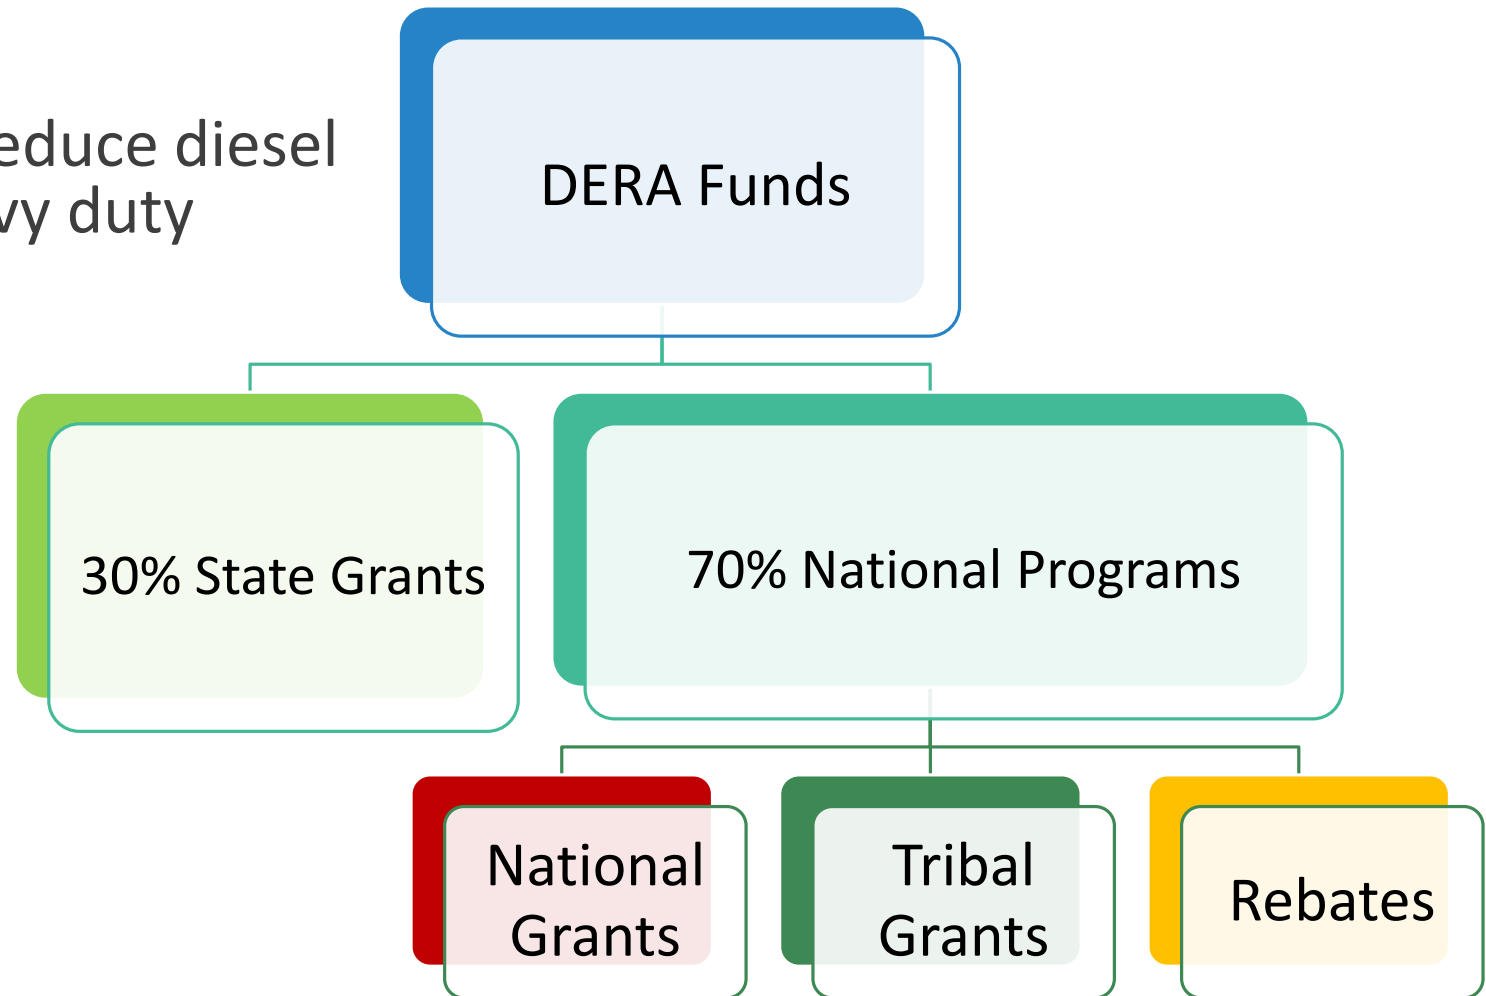 educe diesel
vy duty
DERA Funds
30% State Grants
70% National Programs
National
Grants
Tribal
Grants
Rebates